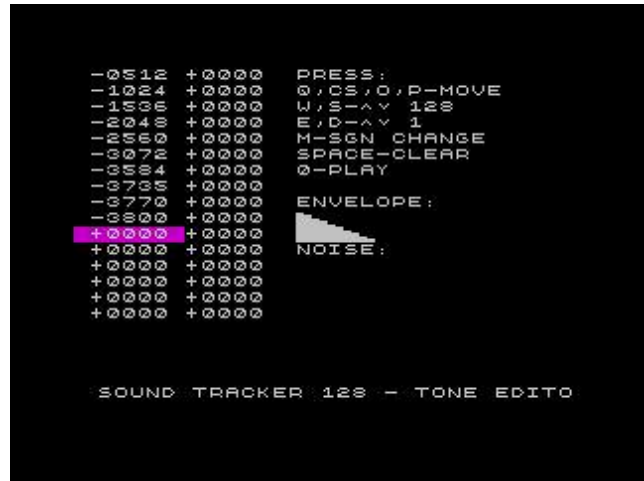 -0512 +0000 PRESS:
-1024 +0000 Q,CS,O,P-MOVE
-1536 +0000 W,S-^v 128
-2048 +0000 E,D-^v 1
-2560 +0000 M-SGN CHANGE
-3072 +0000 SPACE-CLEAR
-3584 +0000 0-PLAY
-3735 +0000
-3770 +0000 ENVELOPE:
-3800 +0000
+0000 +0000
+0000 +0000 NOISE:
+0000 +0000
+0000 +0000
+0000 +0000
+0000 +0000
SOUND TRACKER 128 - TONE EDITO